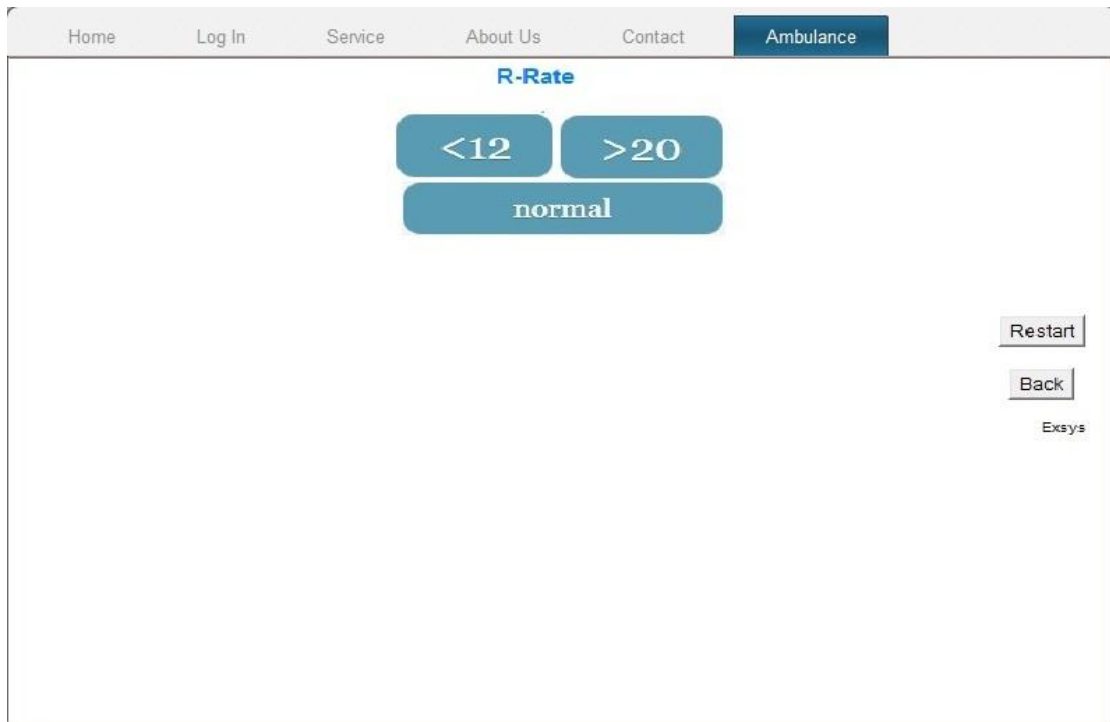 Home Log In Service About Us Contact Ambulance
R-Rate
<12 >20
normal
Restart
Back
Exsys